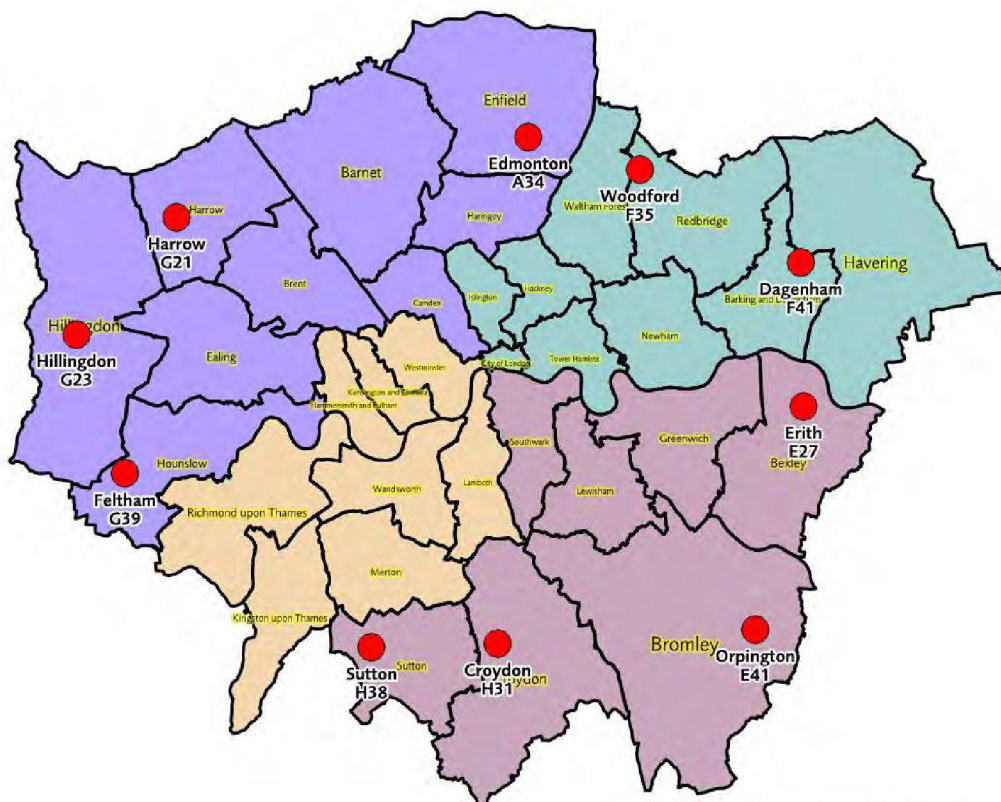 Enfield
Edmonton
A34
Barnet
Woodford
F35
Haringey
Waltham Forest
Redbridge
Harrow
Harrow
G21
Havering
Dagenham
F41
Barking and Dagenham
Brent
Camden
Islington
Hackney
Newham
Hillingdon
Hillingdon
G23
Ealing
Westminster
City of London
Tower Hamlets
Kensington and Chelsea
Hammersmith and Fulham
Erith
E27
Bexley
Greenwich
Southwark
Hounslow
Feltham
G39
Richmond upon Thames
Wandsworth
Lambeth
Lewisham
Merton
Kingston upon Thames
Sutton
Sutton
H38
Croydon
H31
Croydon
Bromley
Orpington
E41